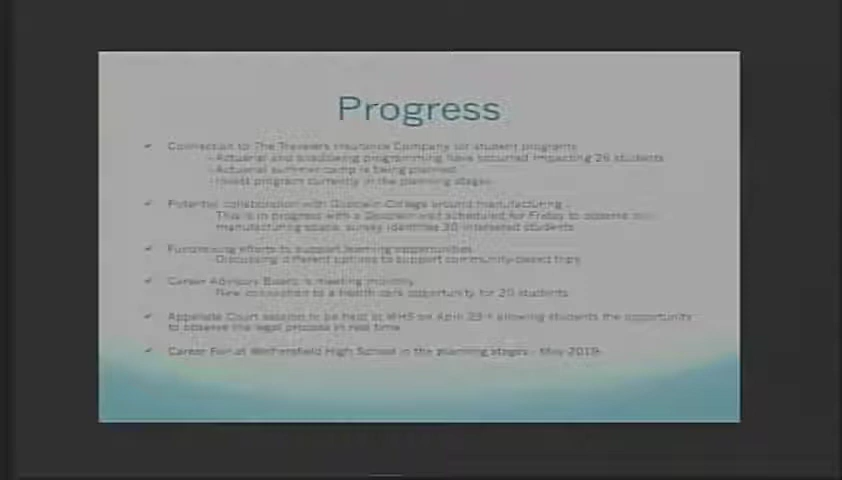 Progress
✓ Connection to The Travelers Insurance Company for student programs
- Actuarial and broadening programming have occurred impacting 26 students
- Actuarial summer camp is being planned
- Invest program currently in the planning stages
✓ Potential collaboration with Goodwin College around manufacturing -
This is in progress with a Goodwin visit scheduled for Friday to observe
manufacturing space, survey identifies 30 interested students
✓ Fundraising efforts to support learning opportunities
- Discussing different options to support community-based trips
✓ Career Advisory Board is meeting monthly
New connection to a health care opportunity for 20 students
✓ Appellate Court session to be held at WHS on April 29 allowing students the opportunity
to observe the legal process in real time
✓ Career Fair at Wethersfield High School in the planning stages - May 2019